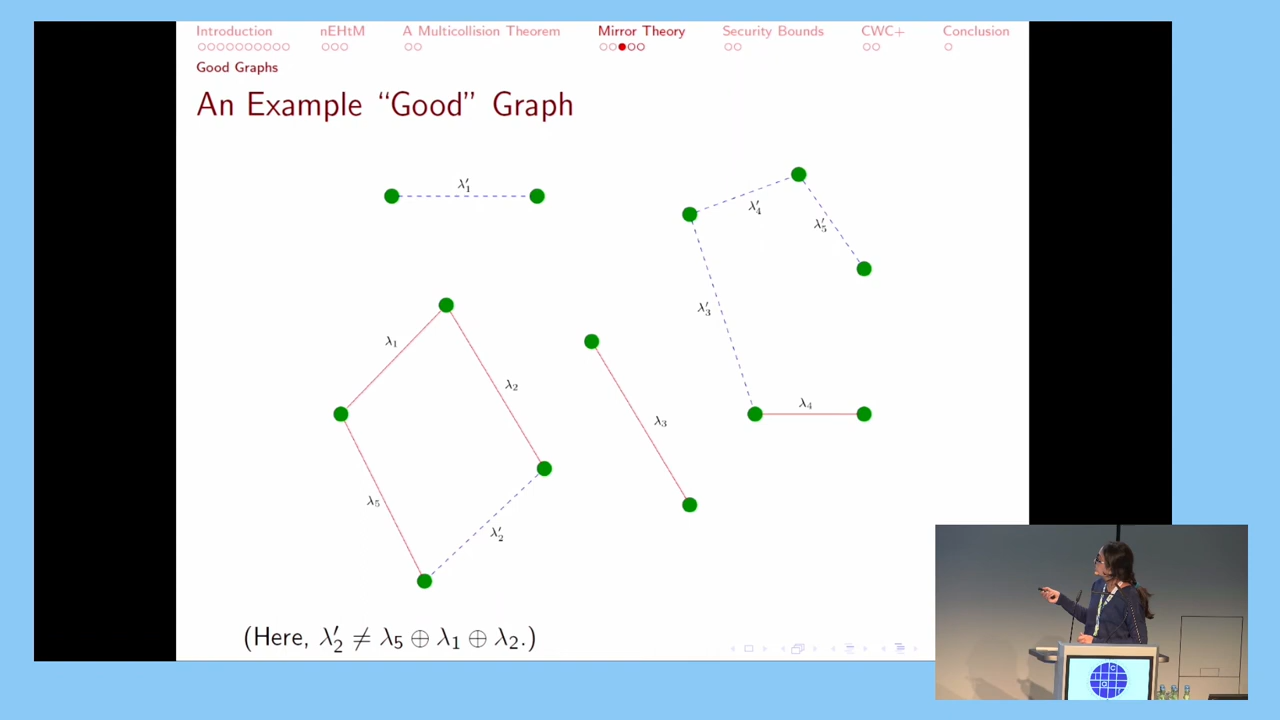 Introduction nEHtM A Multicollision Theorem Mirror Theory Security Bounds CWC+ Conclusion
Good Graphs
An Example “Good” Graph
λ′₁
λ′₄
λ′₅
λ′₃
λ₁
λ₂
λ₄
λ₃
λ₅
λ′₂
(Here, λ′₂ ≠ λ₅ ⊕ λ₁ ⊕ λ₂.)